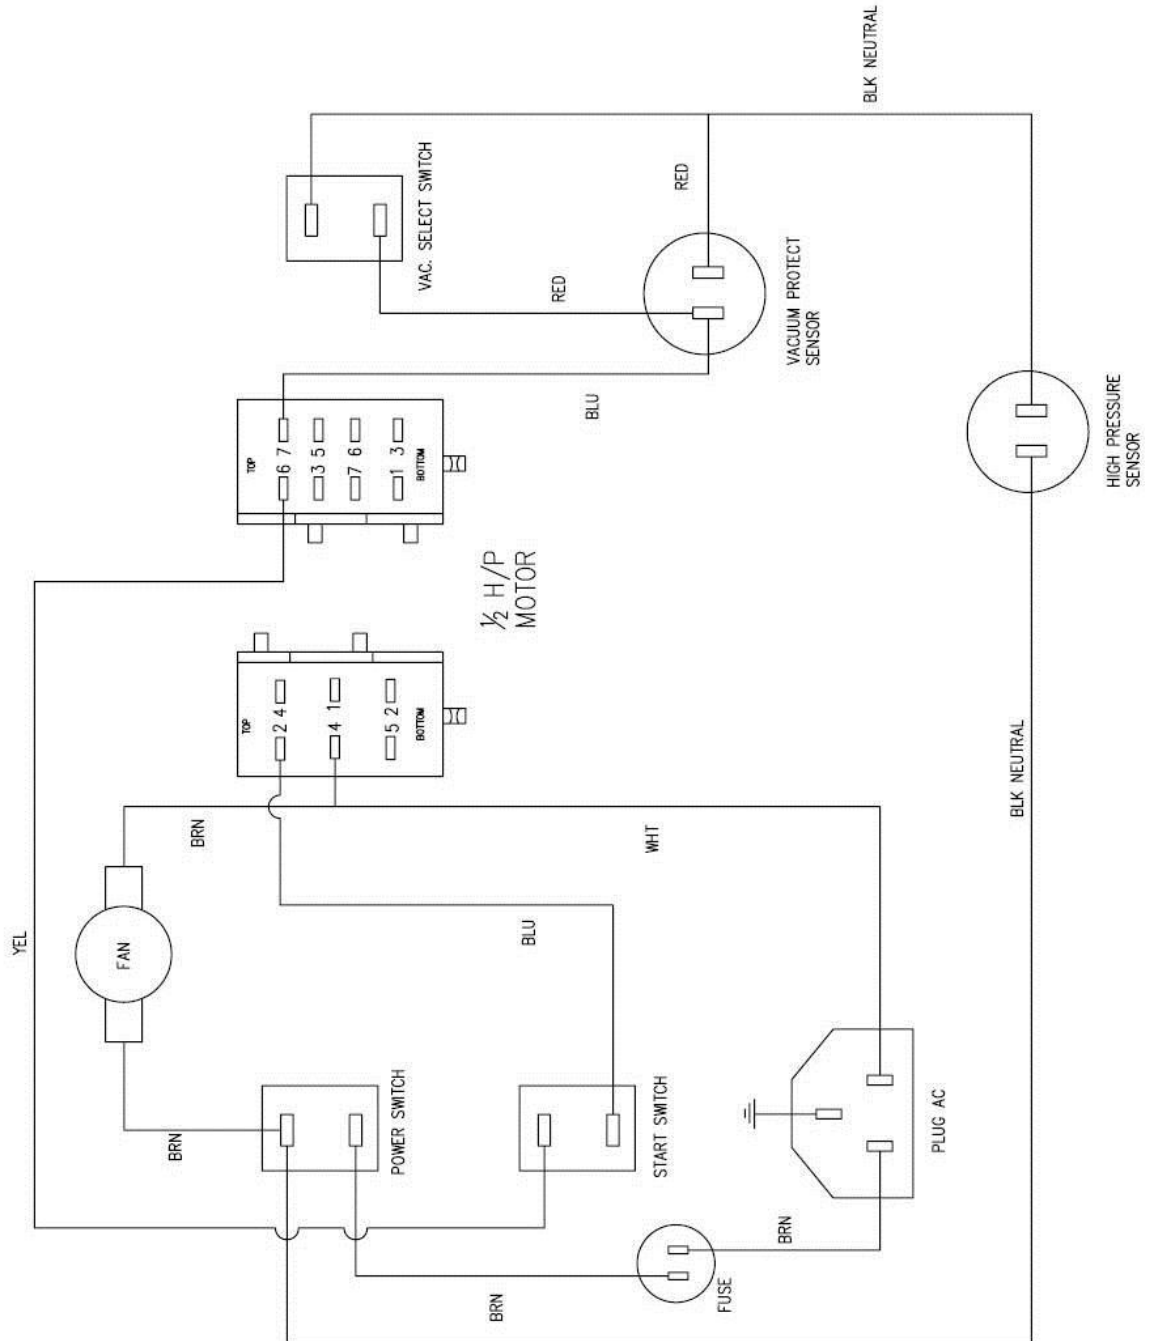 BLK NEUTRAL
VAC. SELECT SWITCH
RED
RED
VACUUM PROTECT
SENSOR
BLU
TOP
6 7
3 5
7 6
1 3
BOTTOM
HIGH PRESSURE
SENSOR
½ H/P
MOTOR
TOP
2 4
4 1
5 2
BOTTOM
BLK NEUTRAL
BRN
WHT
YEL
FAN
BLU
BRN
POWER SWITCH
START SWITCH
PLUG AC
BRN
FUSE
BRN